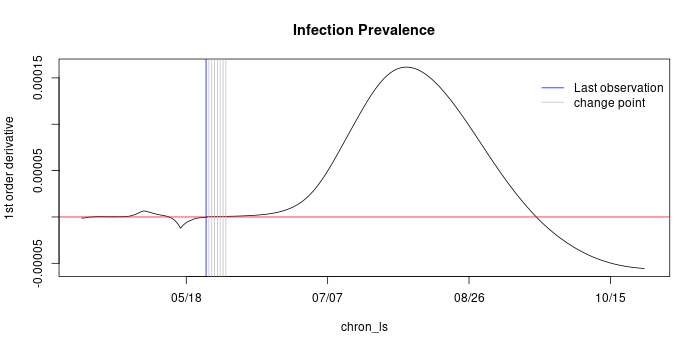 Infection Prevalence
1st order derivative
0.00015
0.00005
-0.00005
Last observation
change point
05/18
07/07
08/26
10/15
chron_ls